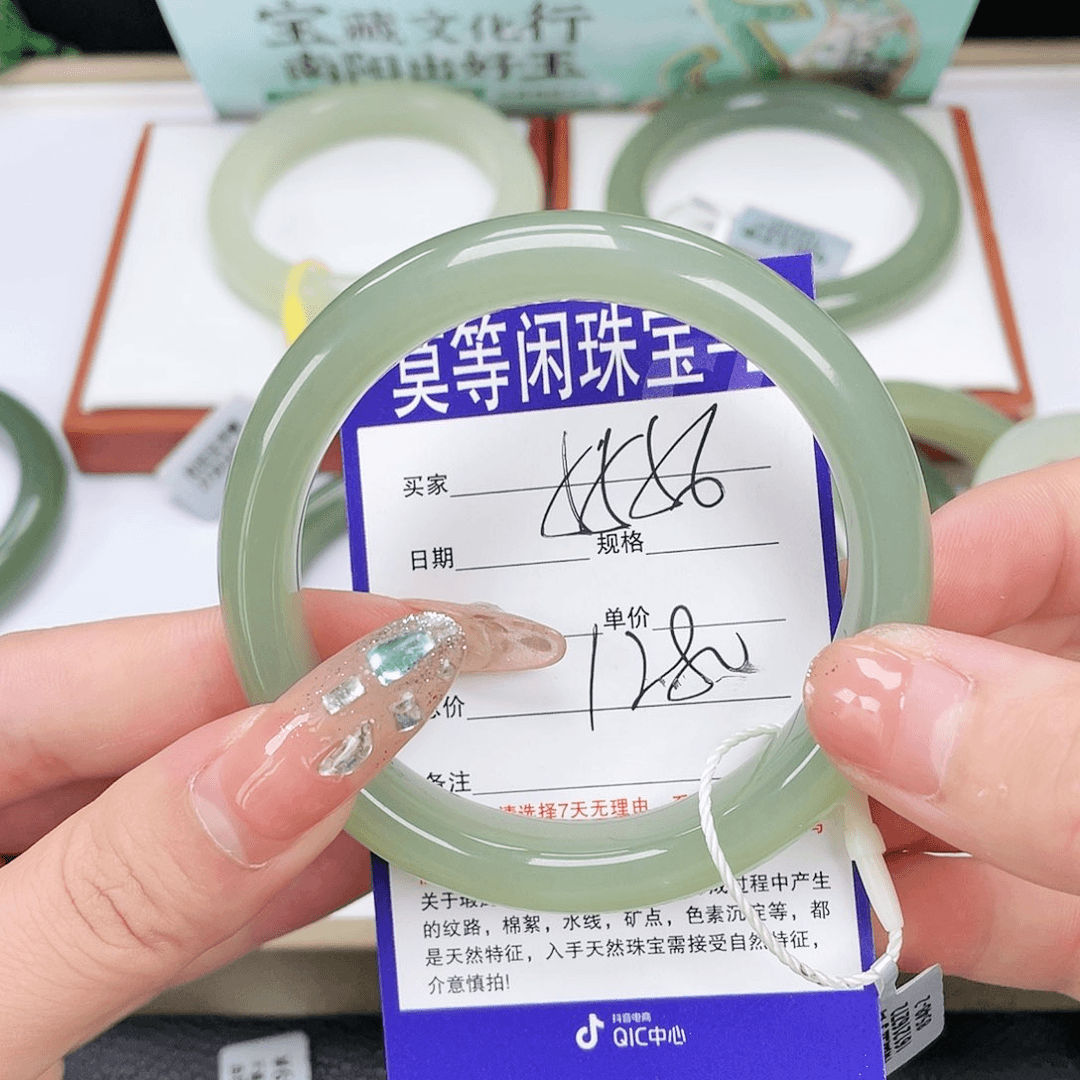 宝藏文化行
南阳出好玉
莫等闲珠宝
买家
日期 规格
单价
1280
价
备注
请选择7天无理由
关于瑕
成过程中产生
的纹路，棉絮，水线，矿点，色素沉淀等，都
是天然特征，入手天然珠宝需接受自然特征，
介意慎拍!
抖音电商
QIC中心